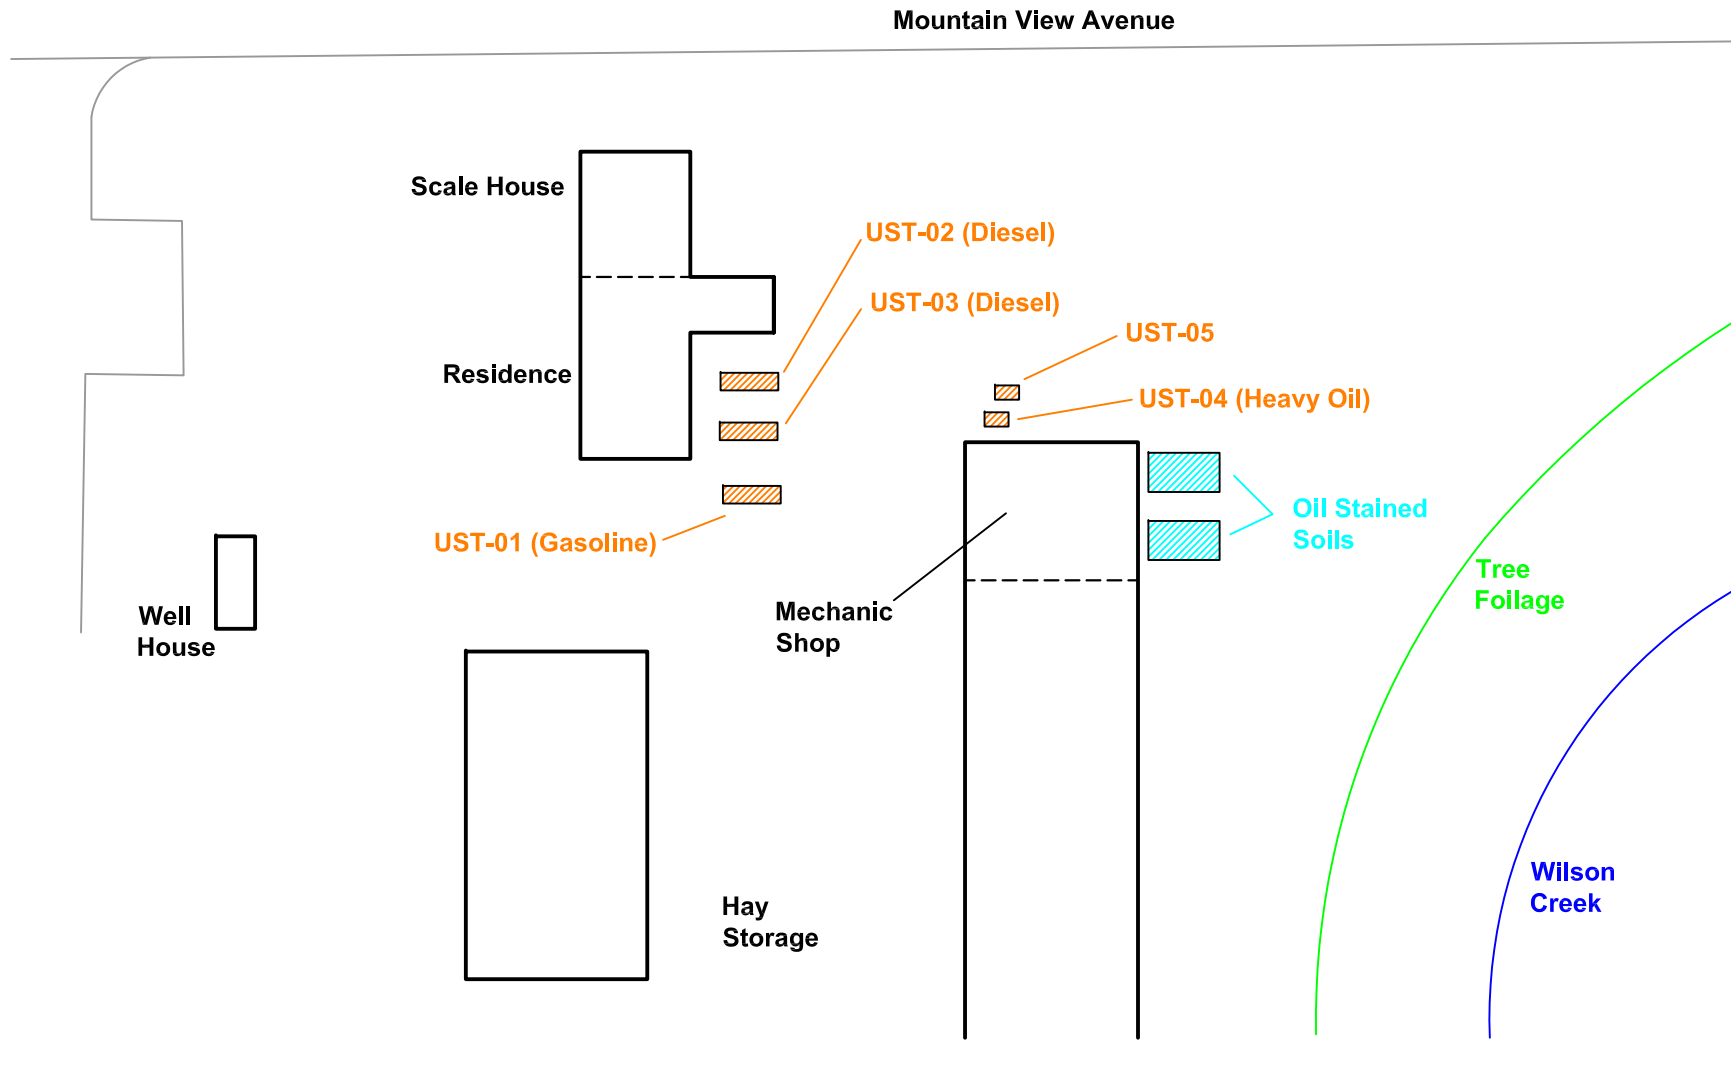 Mountain View Avenue
Scale House
UST-02 (Diesel)
UST-03 (Diesel)
UST-05
Residence
UST-04 (Heavy Oil)
Oil Stained
Soils
UST-01 (Gasoline)
Tree
Foilage
Well
House
Mechanic
Shop
Wilson
Creek
Hay
Storage